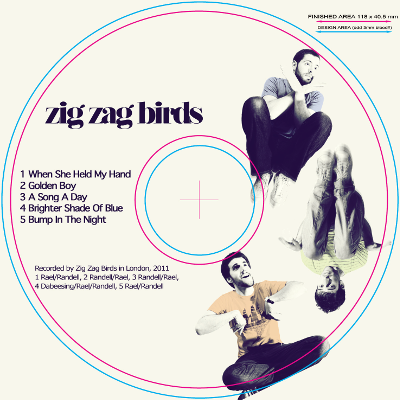 FINISHED AREA 118 x 40.5 mm
DESIGN AREA (add 3mm bleed!!)
zig zag birds
1 When She Held My Hand
2 Golden Boy
3 A Song A Day
4 Brighter Shade Of Blue
5 Bump In The Night
Recorded by Zig Zag Birds in London, 2011
1 Rael/Randell, 2 Randell/Rael, 3 Randell/Rael,
4 Dabeesing/Rael/Randell, 5 Rael/Randell